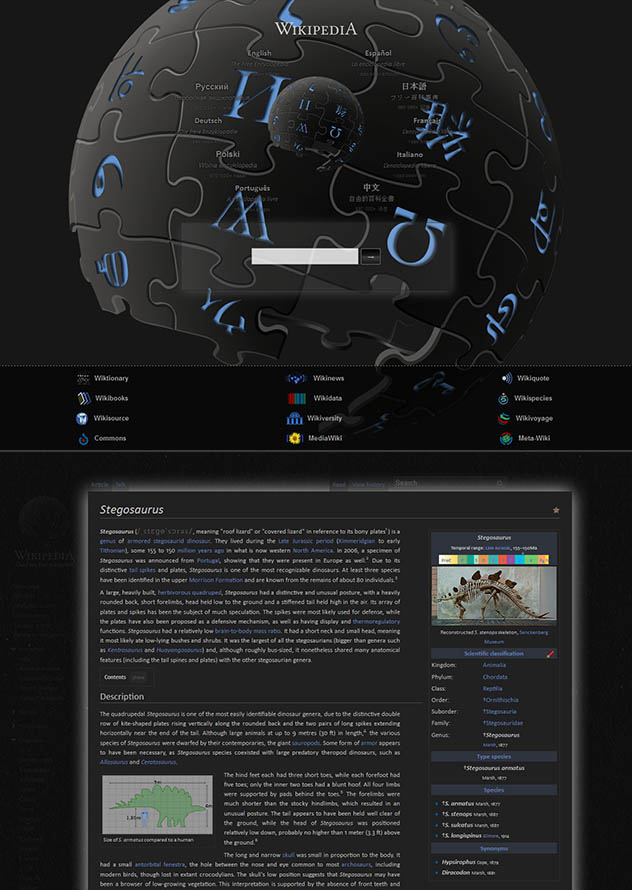 WIKIPEDIA
English
The Free Encyclopedia
Español
La enciclopedia libre
Русский
日本語
フリー百科事典
Deutsch
Die freie Enzyklopädie
Français
Polski
Wolna encyklopedia
Italiano
L'enciclopedia libera
Português
A enciclopédia livre
中文
自由的百科全書
Wiktionary
Wikinews
Wikiquote
Wikibooks
Wikidata
Wikispecies
Wikisource
Wikiversity
Wikivoyage
Commons
MediaWiki
Meta-Wiki
Article
Talk
Read
View history
Search
WIKIPEDIA
Stegosaurus
meaning "roof lizard" or "covered lizard" in reference to its bony plates¹) is a
genus of armored stegosaurid dinosaur. They lived during the Late Jurassic period (Kimmeridgian to early
Tithonian), some 155 to 150 million years ago in what is now western North America. In 2006, a specimen of
Stegosaurus was announced from Portugal, showing that they were present in Europe as well.² Due to its
distinctive tail spikes and plates, Stegosaurus is one of the most recognizable dinosaurs. At least three species
have been identified in the upper Morrison Formation and are known from the remains of about 80 individuals.³
A large, heavily built, herbivorous quadruped, Stegosaurus had a distinctive and unusual posture, with a heavily
rounded back, short forelimbs, head held low to the ground and a stiffened tail held high in the air. Its array of
plates and spikes has been the subject of much speculation. The spikes were most likely used for defense, while
the plates have also been proposed as a defensive mechanism, as well as having display and thermoregulatory
functions. Stegosaurus had a relatively low brain-to-body mass ratio. It had a short neck and small head, meaning
it most likely ate low-lying bushes and shrubs. It was the largest of all the stegosaurians (bigger than genera such
as Kentrosaurus and Huayangosaurus) and, although roughly bus-sized, it nonetheless shared many anatomical
features (including the tail spines and plates) with the other stegosaurian genera.
Contents
show
Description
The quadrupedal Stegosaurus is one of the most easily identifiable dinosaur genera, due to the distinctive double
row of kite-shaped plates rising vertically along the rounded back and the two pairs of long spikes extending
horizontally near the end of the tail. Although large animals at up to 9 metres (30 ft) in length,⁴ the various
species of Stegosaurus were dwarfed by their contemporaries, the giant sauropods. Some form of armor appears
to have been necessary, as Stegosaurus species coexisted with large predatory theropod dinosaurs, such as
Allosaurus and Ceratosaurus.
The hind feet each had three short toes, while each forefoot had
five toes; only the inner two toes had a blunt hoof. All four limbs
were supported by pads behind the toes.⁵ The forelimbs were
much shorter than the stocky hindlimbs, which resulted in an
unusual posture. The tail appears to have been held well clear of
the ground, while the head of Stegosaurus was positioned
relatively low down, probably no higher than 1 meter (3.3 ft) above
the ground.⁶
Size of S. armatus compared to a human
The long and narrow skull was small in proportion to the body. It
had a small antorbital fenestra, the hole between the nose and eye common to most archosaurs, including
modern birds, though lost in extant crocodylians. The skull's low position suggests that Stegosaurus may have
been a browser of low-growing vegetation. This interpretation is supported by the absence of front teeth and
Stegosaurus
Temporal range: Late Jurassic, 155–150Ma
Reconstructed S. stenops skeleton, Senckenberg
Museum
Scientific classification
Kingdom: Animalia
Phylum: Chordata
Class: Reptilia
Order: †Ornithischia
Suborder: †Stegosauria
Family: †Stegosauridae
Genus: †Stegosaurus
Marsh, 1877
Type species
†Stegosaurus armatus
Marsh, 1877
Species
†S. armatus Marsh, 1877
†S. stenops Marsh, 1887
†S. sulcatus Marsh, 1887
†S. longispinus Gilmore, 1914
Synonyms
Hypsirophus Cope, 1878
Diracodon Marsh, 1881